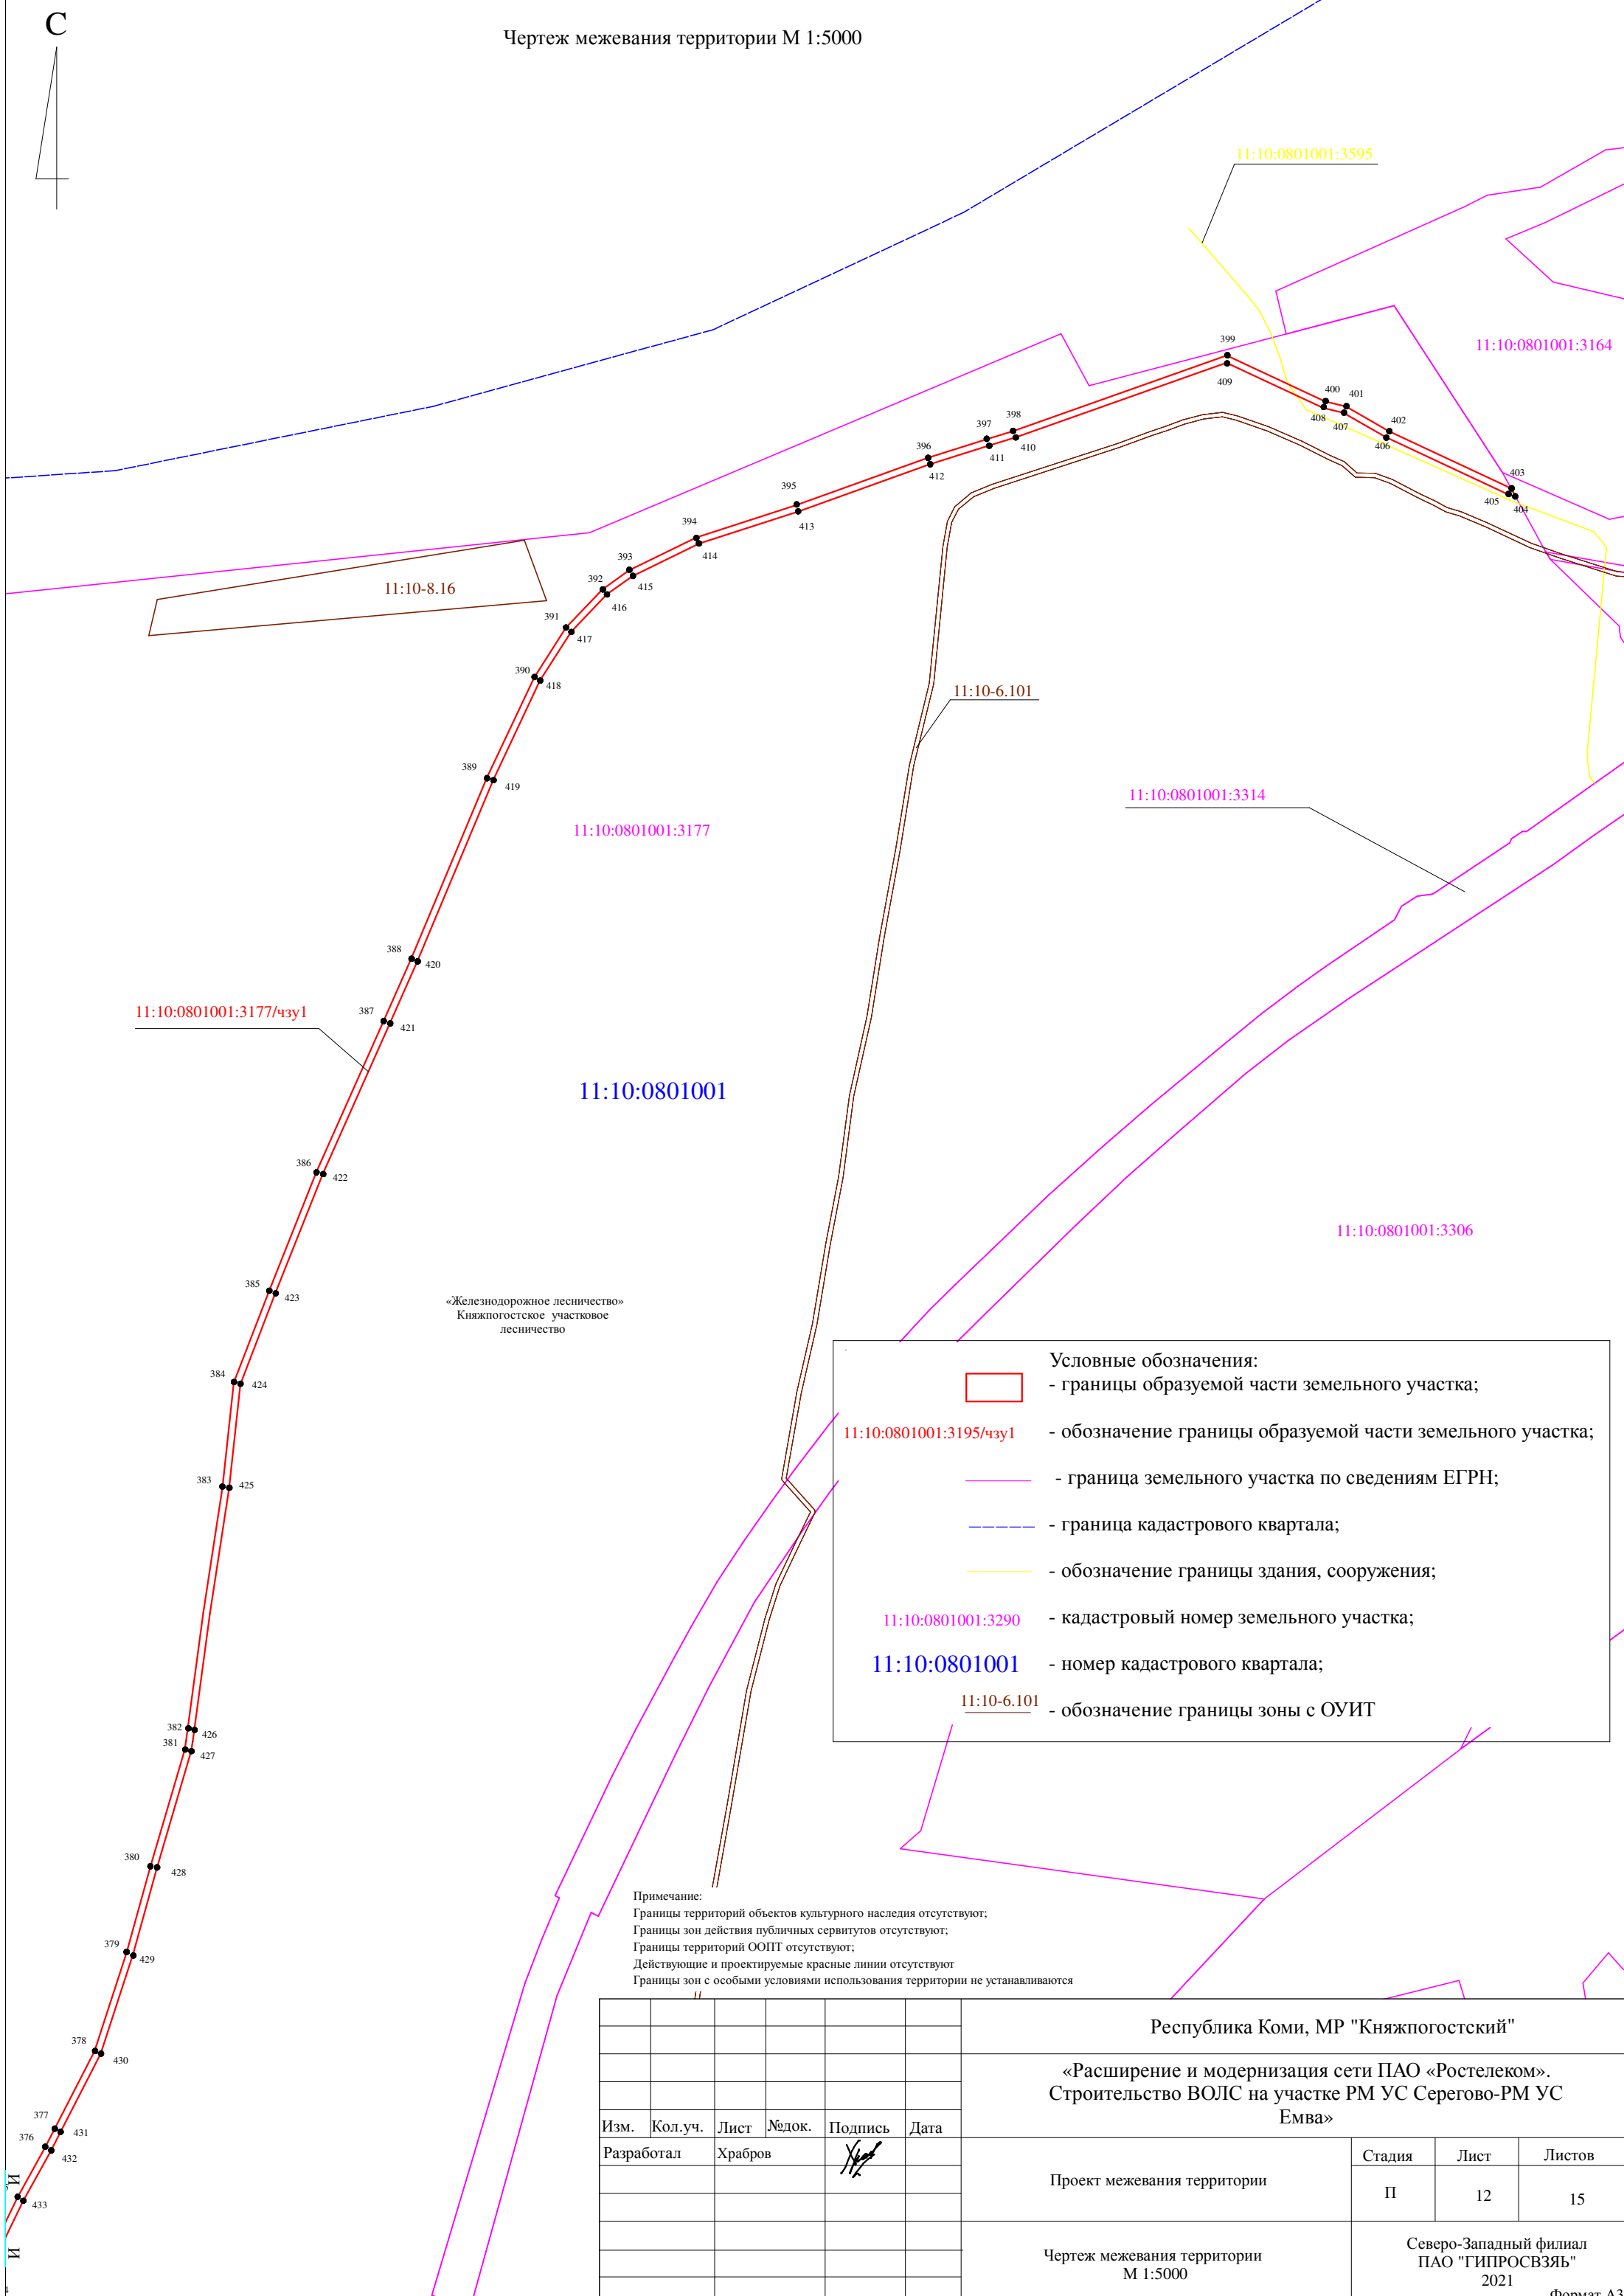 С
Чертеж межевания территории М 1:5000
11:10:0801001:3595
11:10:0801001:3164
399
409
400
401
408
407
402
406
403
405
404
398
397
410
411
396
412
395
413
394
414
393
415
392
416
391
417
390
418
11:10-8.16
11:10-6.101
389
419
11:10:0801001:3177
11:10:0801001:3314
388
420
387
421
11:10:0801001:3177/чзу1
11:10:0801001
386
422
11:10:0801001:3306
385
423
«Железнодорожное лесничество»
Княжпогостское участковое
лесничество
384
424
383
425
382
426
381
427
380
428
379
429
378
430
377
431
376
432
433
И
И
Условные обозначения:
- границы образуемой части земельного участка;
11:10:0801001:3195/чзу1 - обозначение границы образуемой части земельного участка;
- граница земельного участка по сведениям ЕГРН;
- граница кадастрового квартала;
- обозначение границы здания, сооружения;
11:10:0801001:3290 - кадастровый номер земельного участка;
11:10:0801001 - номер кадастрового квартала;
11:10-6.101 - обозначение границы зоны с ОУИТ
Примечание:
Границы территорий объектов культурного наследия отсутствуют;
Границы зон действия публичных сервитутов отсутствуют;
Границы территорий ООПТ отсутствуют;
Действующие и проектируемые красные линии отсутствуют
Границы зон с особыми условиями использования территории не устанавливаются
Республика Коми, МР "Княжпогостский"
«Расширение и модернизация сети ПАО «Ростелеком».
Строительство ВОЛС на участке РМ УС Серегово-РМ УС
Емва»
Изм. Кол.уч. Лист №док. Подпись Дата
Разработал Храбров
Проект межевания территории
Стадия Лист Листов
П 12 15
Чертеж межевания территории
М 1:5000
Северо-Западный филиал
ПАО "ГИПРОСВЗЯЬ"
2021
Формат А3